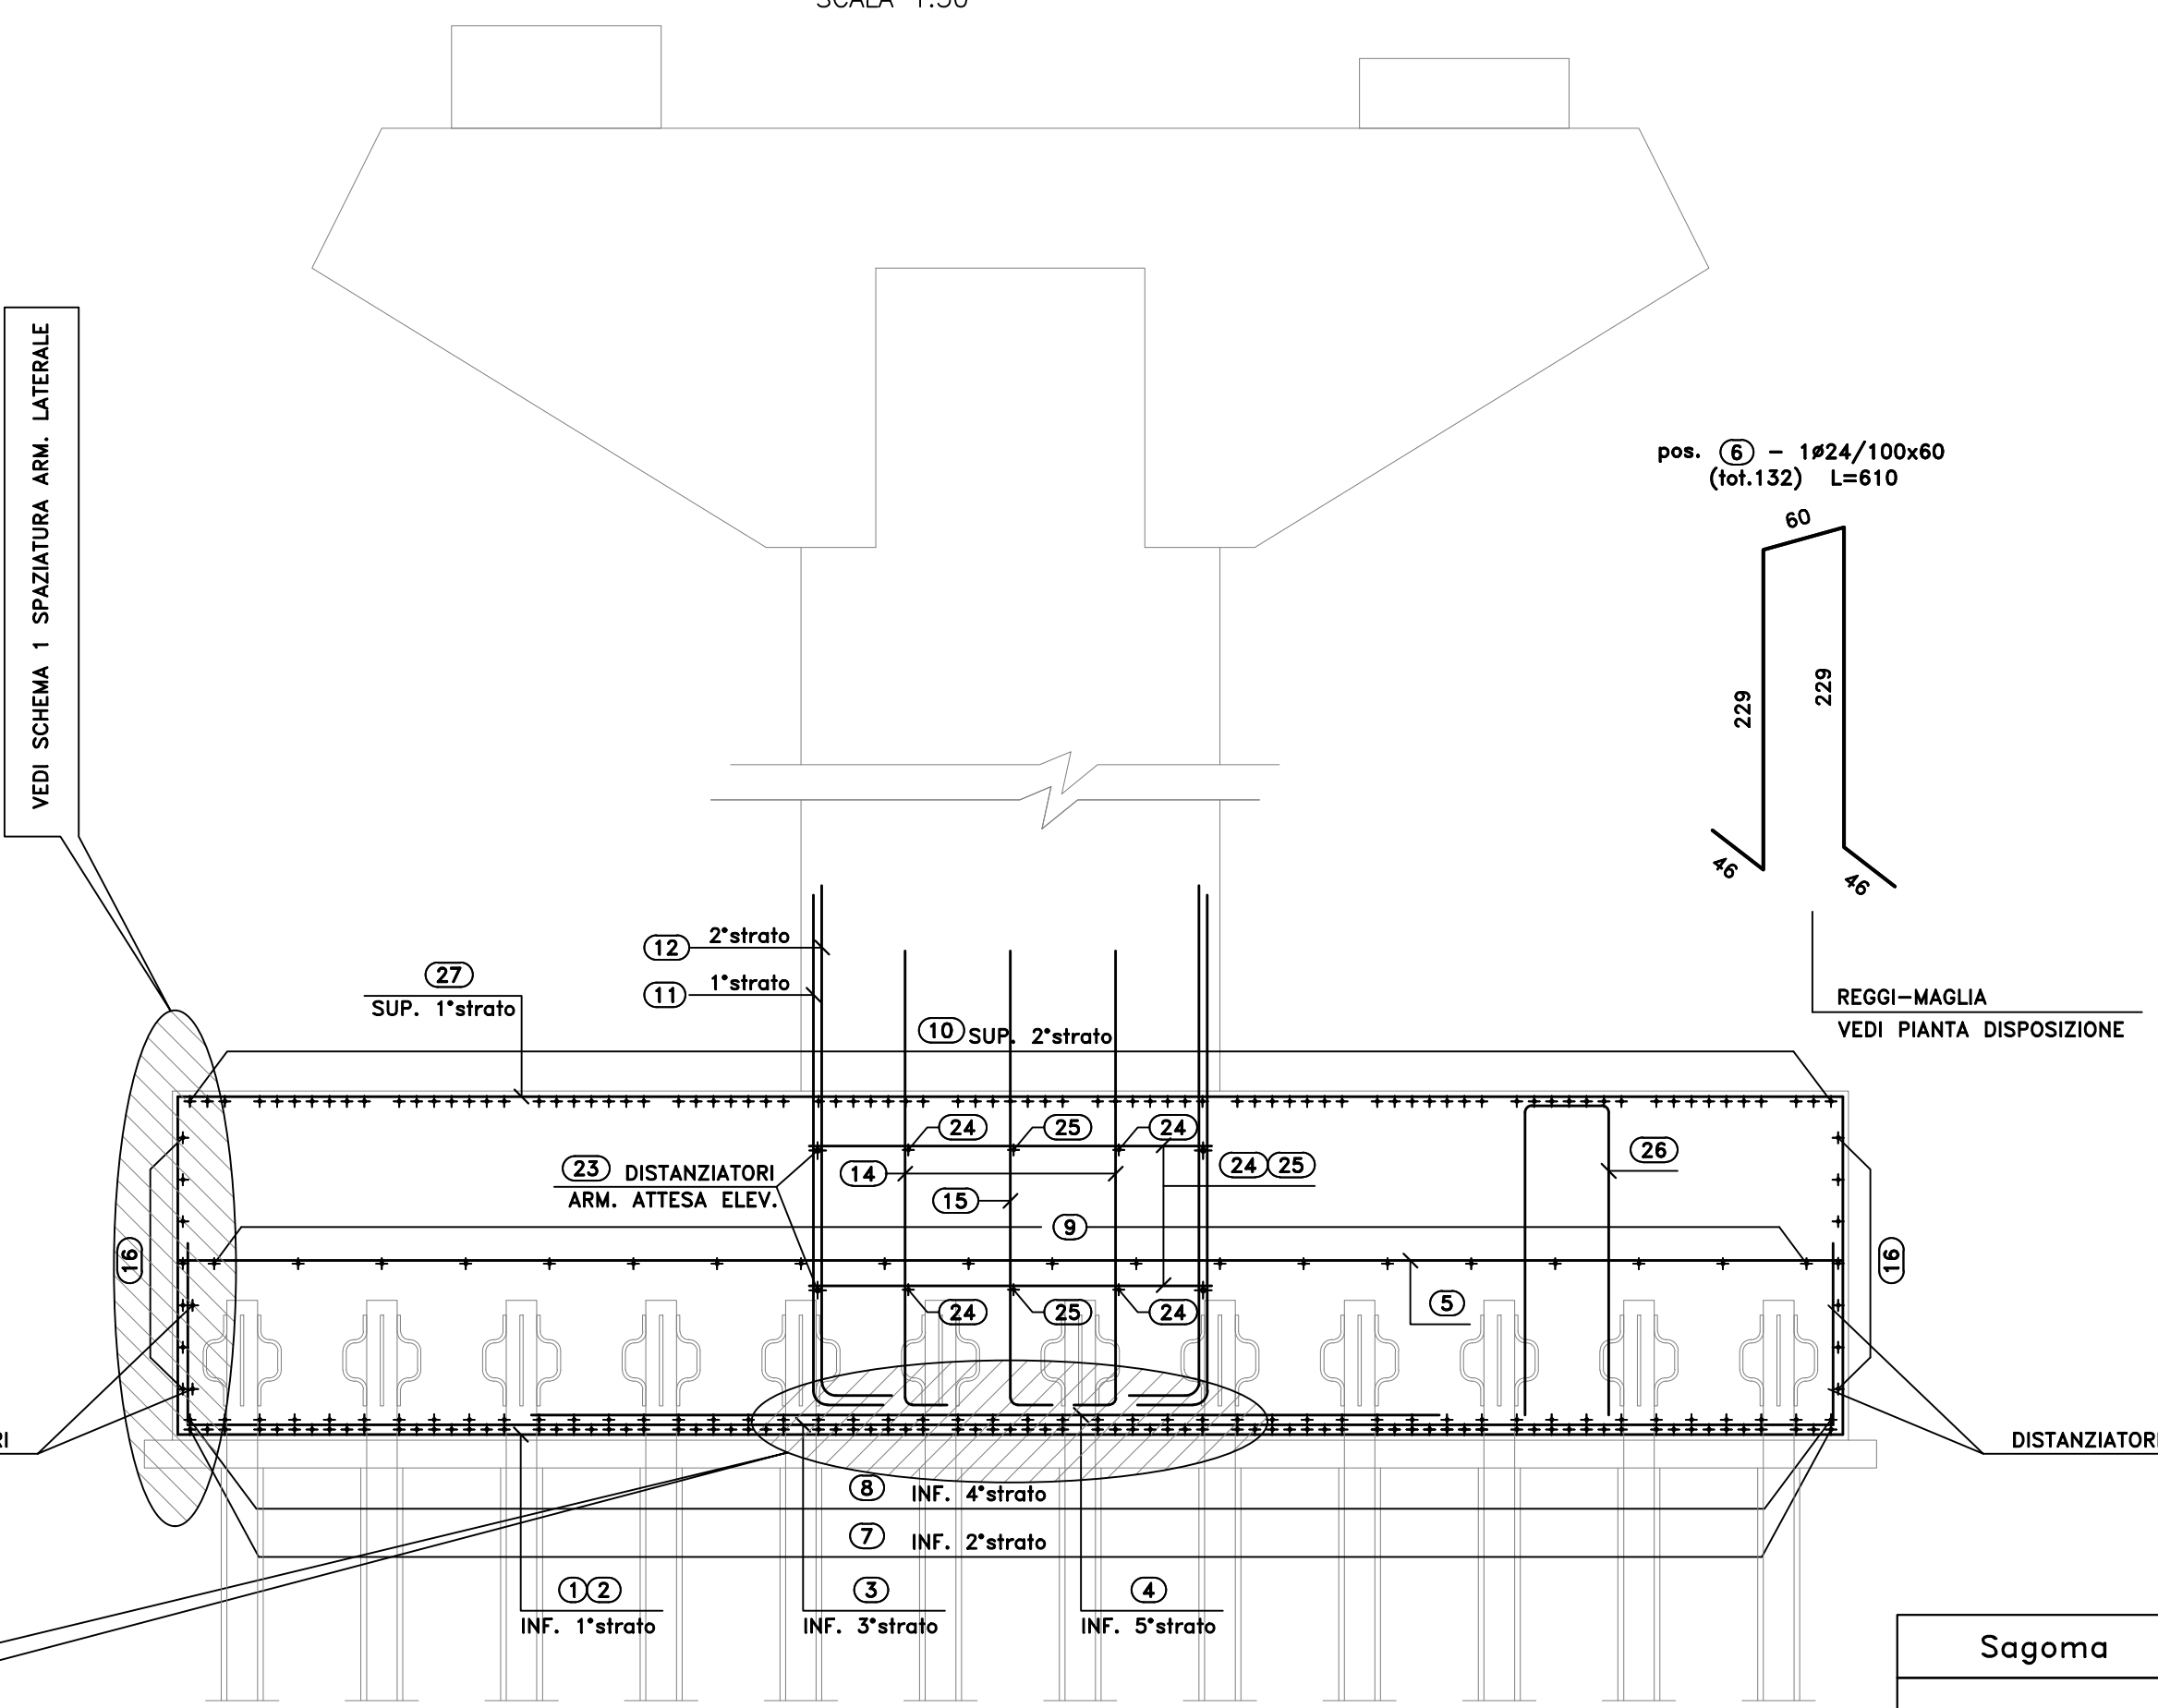 SCALA 1:50
VEDI SCHEMA 1 SPAZIATURA ARM. LATERALE
pos. 6 - 1ø24/100x60
(tot.132) L=610
60
229
229
46
46
REGGI-MAGLIA
VEDI PIANTA DISPOSIZIONE
12 2°strato
11 1°strato
27
SUP. 1°strato
10 SUP. 2°strato
24
25
24
23 DISTANZIATORI
ARM. ATTESA ELEV.
14
24 25
26
15
9
16
16
5
24
25
24
DISTANZIATORI
8 INF. 4°strato
7 INF. 2°strato
1 2
INF. 1°strato
3
INF. 3°strato
4
INF. 5°strato
Sagoma